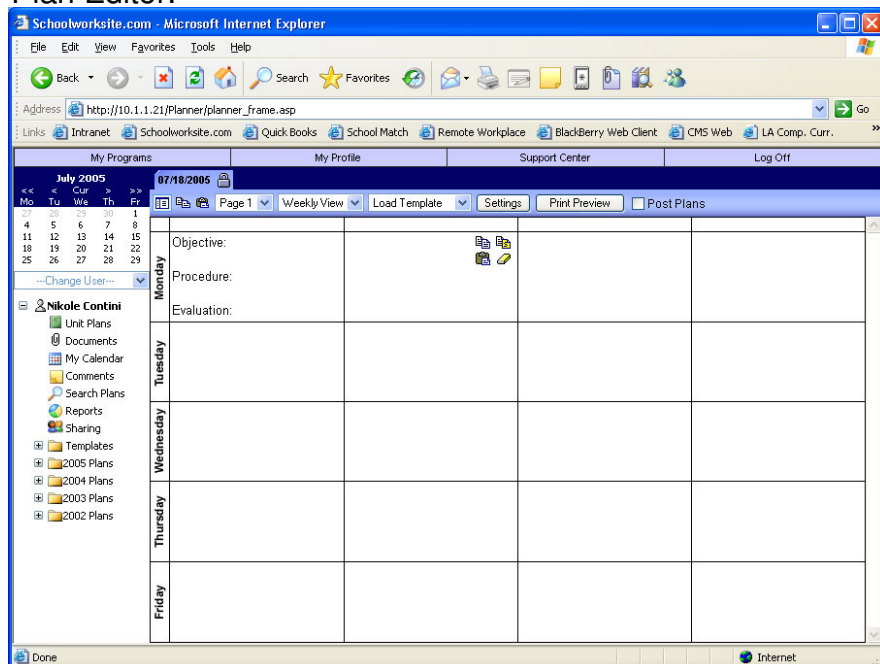 Plan Editor.
Schoolworksite.com - Microsoft Internet Explorer
File Edit View Favorites Tools Help
Back Search Favorites
Address http://10.1.1.21/Planner/planner_frame.asp Go
Links Intranet Schoolworksite.com Quick Books School Match Remote Workplace BlackBerry Web Client CMS Web LA Comp. Curr. »
My Programs My Profile Support Center Log Off
July 2005
<< < Cur > >>
Mo Tu We Th Fr
27 28 29 30 1
4 5 6 7 8
11 12 13 14 15
18 19 20 21 22
25 26 27 28 29
---Change User---
Nikole Contini
Unit Plans
Documents
My Calendar
Comments
Search Plans
Reports
Sharing
Templates
2005 Plans
2004 Plans
2003 Plans
2002 Plans
07/18/2005
Page 1 Weekly View Load Template Settings Print Preview Post Plans
Monday
Objective:
Procedure:
Evaluation:
Tuesday
Wednesday
Thursday
Friday
Done Internet